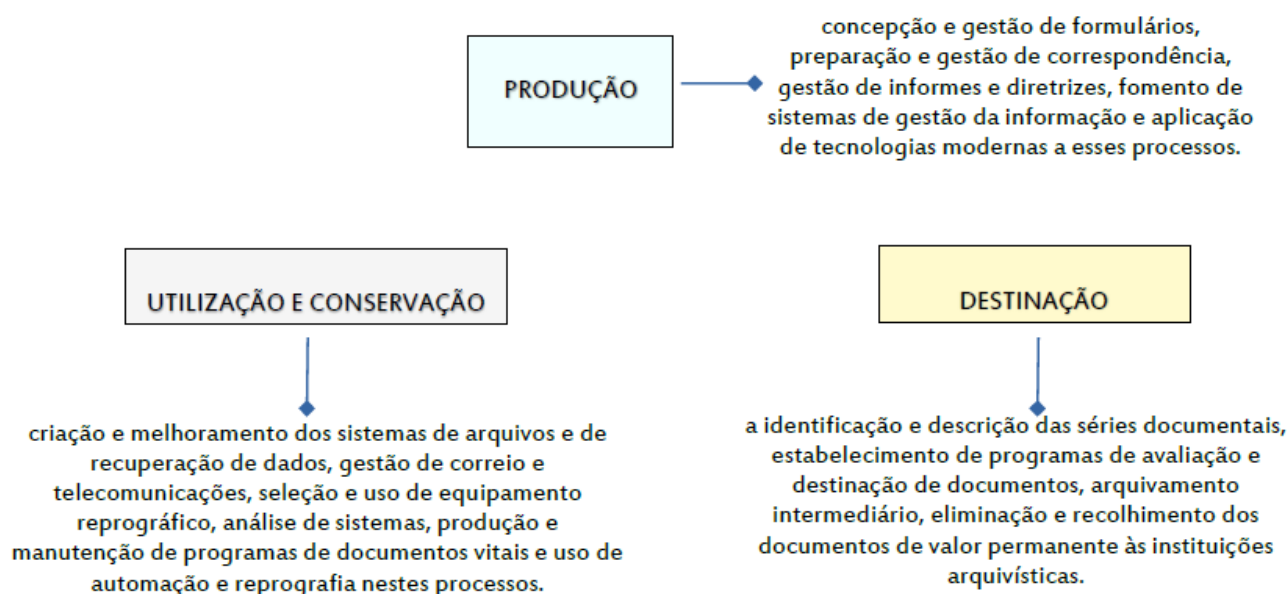 PRODUÇÃO
concepção e gestão de formulários,
preparação e gestão de correspondência,
gestão de informes e diretrizes, fomento de
sistemas de gestão da informação e aplicação
de tecnologias modernas a esses processos.
UTILIZAÇÃO E CONSERVAÇÃO
criação e melhoramento dos sistemas de arquivos e de
recuperação de dados, gestão de correio e
telecomunicações, seleção e uso de equipamento
reprográfico, análise de sistemas, produção e
manutenção de programas de documentos vitais e uso de
automação e reprografia nestes processos.
DESTINAÇÃO
a identificação e descrição das séries documentais,
estabelecimento de programas de avaliação e
destinação de documentos, arquivamento
intermediário, eliminação e recolhimento dos
documentos de valor permanente às instituições
arquivísticas.